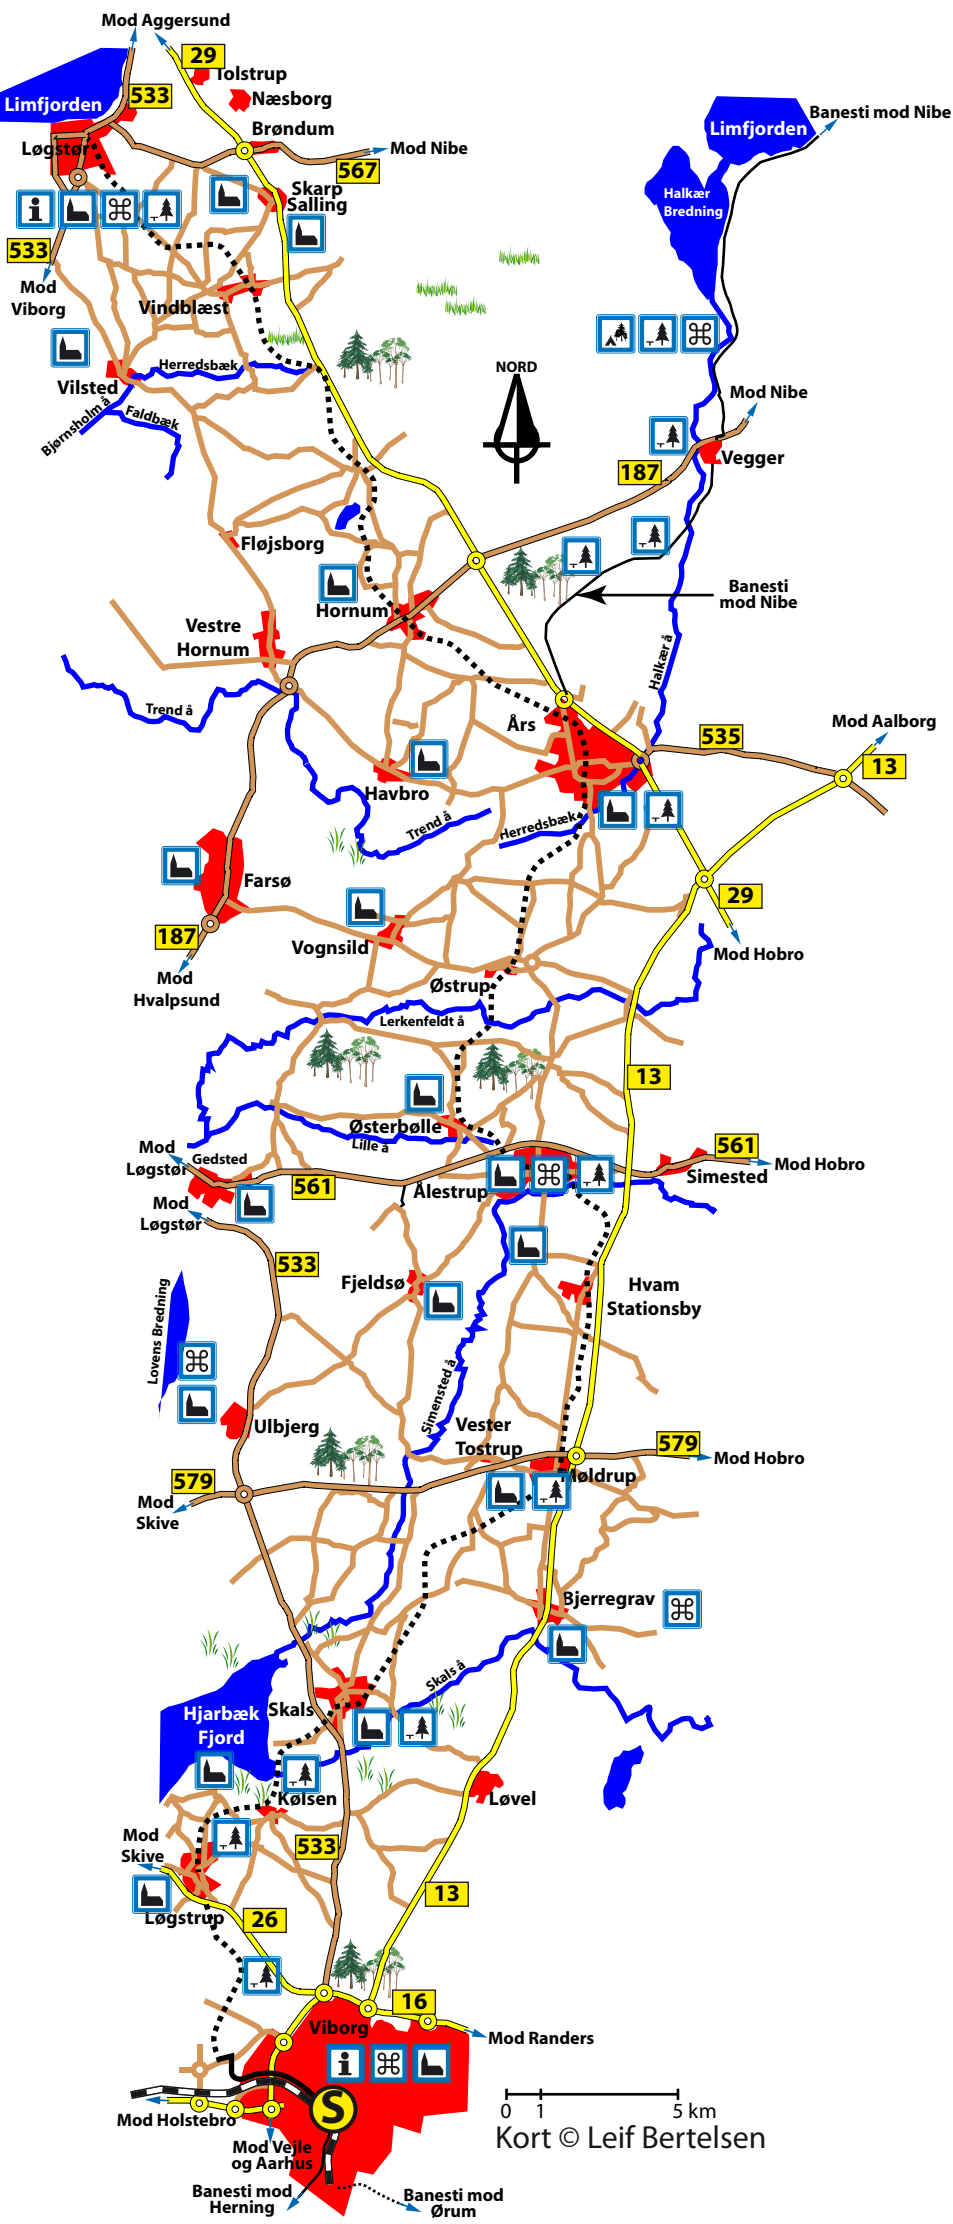 Mod Aggersund
29
Tolstrup
Næsborg
533
Limfjorden
Brøndum
Løgstør
Mod Nibe
567
Skarp
Salling
533
Mod
Viborg
Vindblæst
Limfjorden
Banesti mod Nibe
Halkær
Bredning
Herredsbæk
Vilsted
Bjørnsholm å
Faldbæk
NORD
Mod Nibe
Vegger
187
Fløjsborg
Hornum
Banesti
mod Nibe
Vestre
Hornum
Halkær å
Trend å
Års
535
Mod Aalborg
13
Havbro
Trend å
Herredsbæk
Farsø
29
187
Vognsild
Mod Hobro
Mod
Hvalpsund
Østrup
Lerkenfeldt å
13
Østerbølle
Lille å
Mod
Løgstør
Gedsted
561
561
Mod Hobro
Simested
Ålestrup
Mod
Løgstør
533
Fjeldsø
Hvam
Stationsby
Lovens Bredning
Simensted å
Ulbjerg
Vester
Tostrup
579
Mod Hobro
579
Møldrup
Mod
Skive
Bjerregrav
Skals å
Skals
Hjarbæk
Fjord
Kølsen
Løvel
Mod
Skive
533
13
Løgstrup
26
16
Viborg
Mod Randers
S
Mod Holstebro
Mod Vejle
og Aarhus
0 1 5 km
Kort © Leif Bertelsen
Banesti mod
Herning
Banesti mod
Ørum